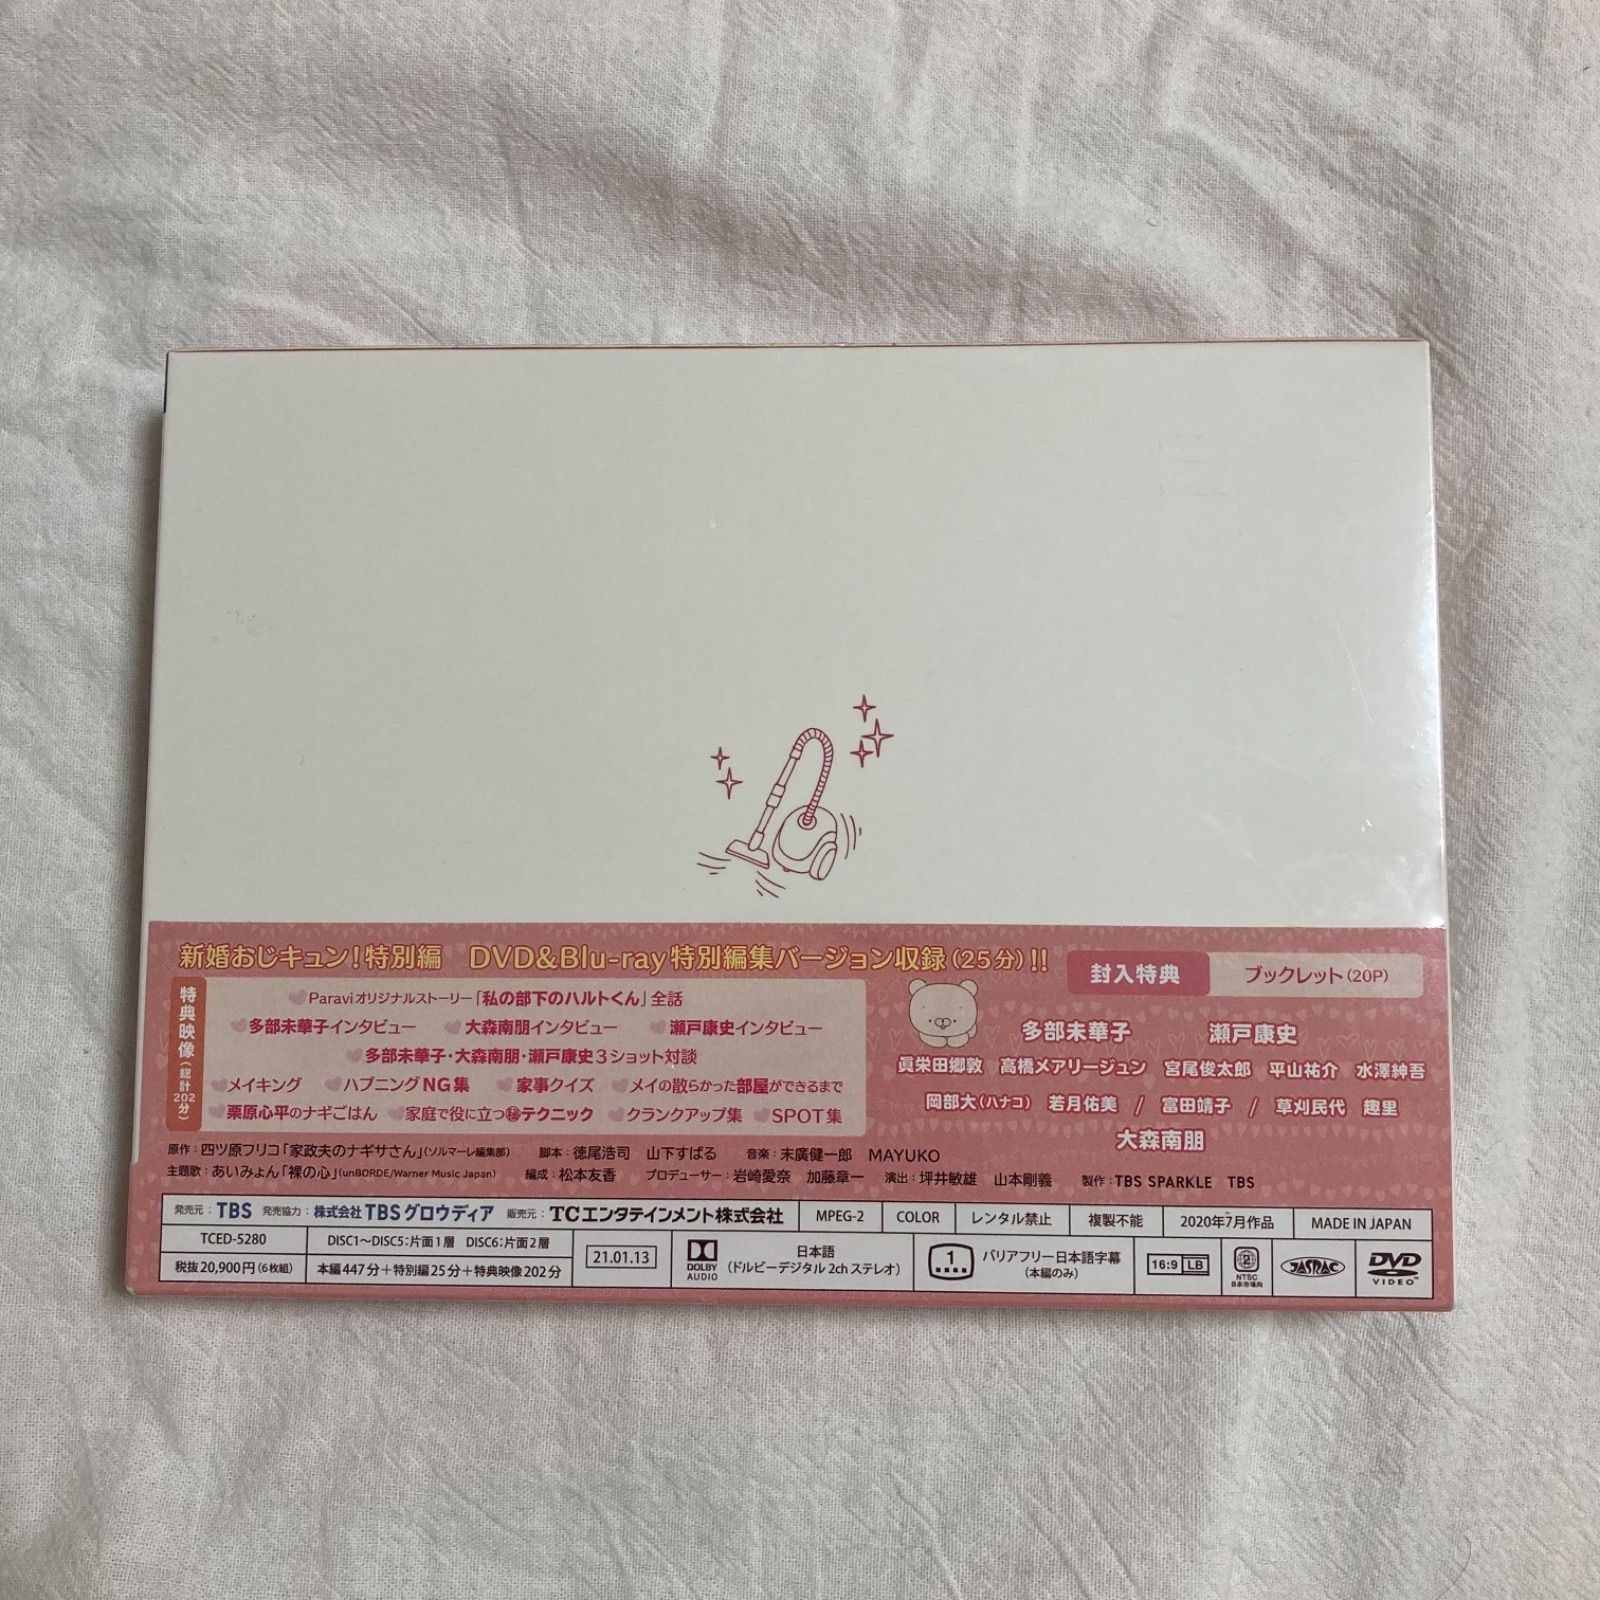 新婚おじキュン!特別編 DVD&Blu-ray特別編集バージョン収録(25分)!!
封入特典 ブックレット(20P)
特典映像(総計202分)
Paraviオリジナルストーリー「私の部下のハルトくん」全話
多部未華子インタビュー 大森南朋インタビュー 瀬戸康史インタビュー
多部未華子・大森南朋・瀬戸康史3ショット対談
メイキング ハプニングNG集 家事クイズ メイの散らかった部屋ができるまで
栗原心平のナギごはん 家庭で役に立つ㊙テクニック クランクアップ集 SPOT集
多部未華子 瀬戸康史
眞栄田郷敦 高橋メアリージュン 宮尾俊太郎 平山祐介 水澤紳吾
岡部大(ハナコ) 若月佑美 / 富田靖子 / 草刈民代 趣里
大森南朋
原作:四ツ原フリコ「家政夫のナギサさん」(ソルマーレ編集部) 脚本:徳尾浩司 山下すばる 音楽:末廣健一郎 MAYUKO
主題歌:あいみょん「裸の心」(unBORDE/Warner Music Japan) 編成:松本友香 プロデューサー:岩崎愛奈 加藤章一 演出:坪井敏雄 山本剛義 製作:TBS SPARKLE TBS
発売元:TBS 発売協力:株式会社TBSグロウディア 販売元:TCエンタテインメント株式会社 MPEG-2 COLOR レンタル禁止 複製不能 2020年7月作品 MADE IN JAPAN
TCED-5280
税抜20,900円(6枚組)
DISC1~DISC5:片面1層 DISC6:片面2層
本編447分+特別編25分+特典映像202分
21.01.13
DOLBY AUDIO
日本語
(ドルビーデジタル2chステレオ)
1
バリアフリー日本語字幕
(本編のみ)
16:9 LB
2
NTSC
日本市場向
JASRAC
DVD
VIDEO